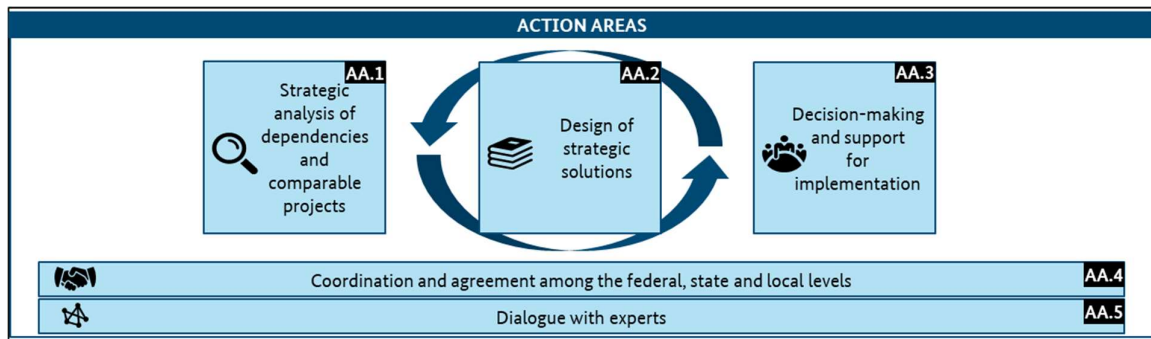 ACTION AREAS
AA.1
Strategic
analysis of
dependencies
and
comparable
projects
AA.2
Design of
strategic
solutions
AA.3
Decision-making
and support
for
implementation
Coordination and agreement among the federal, state and local levels
AA.4
Dialogue with experts
AA.5